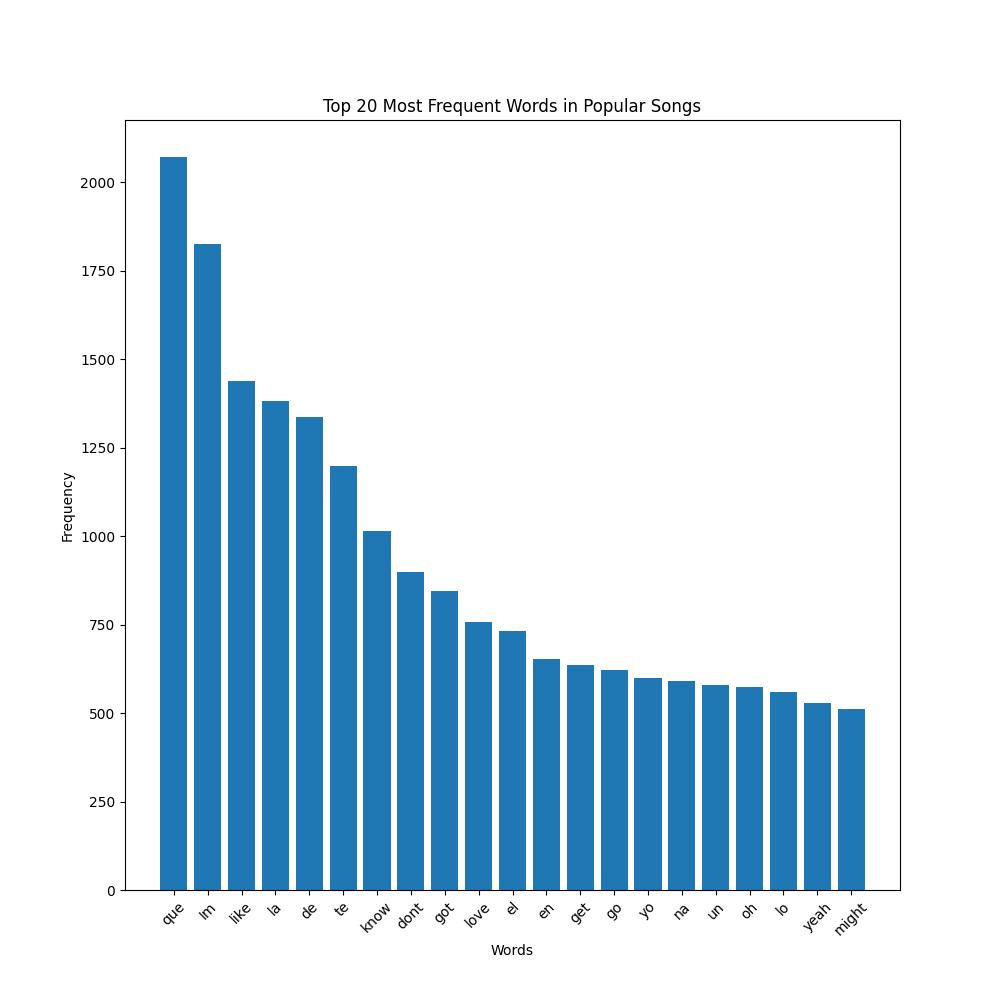 Top 20 Most Frequent Words in Popular Songs
2000
1750
1500
1250
1000
750
500
250
0
Frequency
que Im like la de te know dont got love el en get go yo na un oh lo yeah might
Words